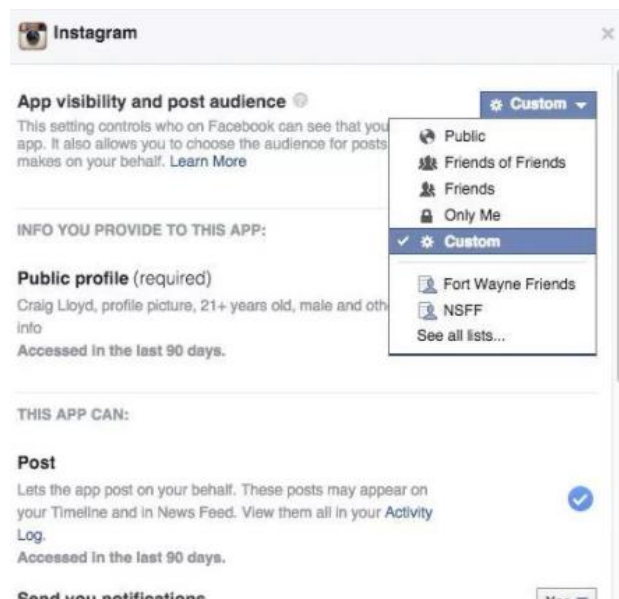 Instagram
App visibility and post audience
Custom
This setting controls who on Facebook can see that you
app. It also allows you to choose the audience for posts
makes on your behalf. Learn More
Public
Friends of Friends
Friends
Only Me
Custom
Fort Wayne Friends
NSFF
See all lists...
INFO YOU PROVIDE TO THIS APP:
Public profile (required)
Craig Lloyd, profile picture, 21+ years old, male and oth
info
Accessed in the last 90 days.
THIS APP CAN:
Post
Lets the app post on your behalf. These posts may appear on
your Timeline and in News Feed. View them all in your Activity
Log.
Accessed in the last 90 days.
Send you notifications